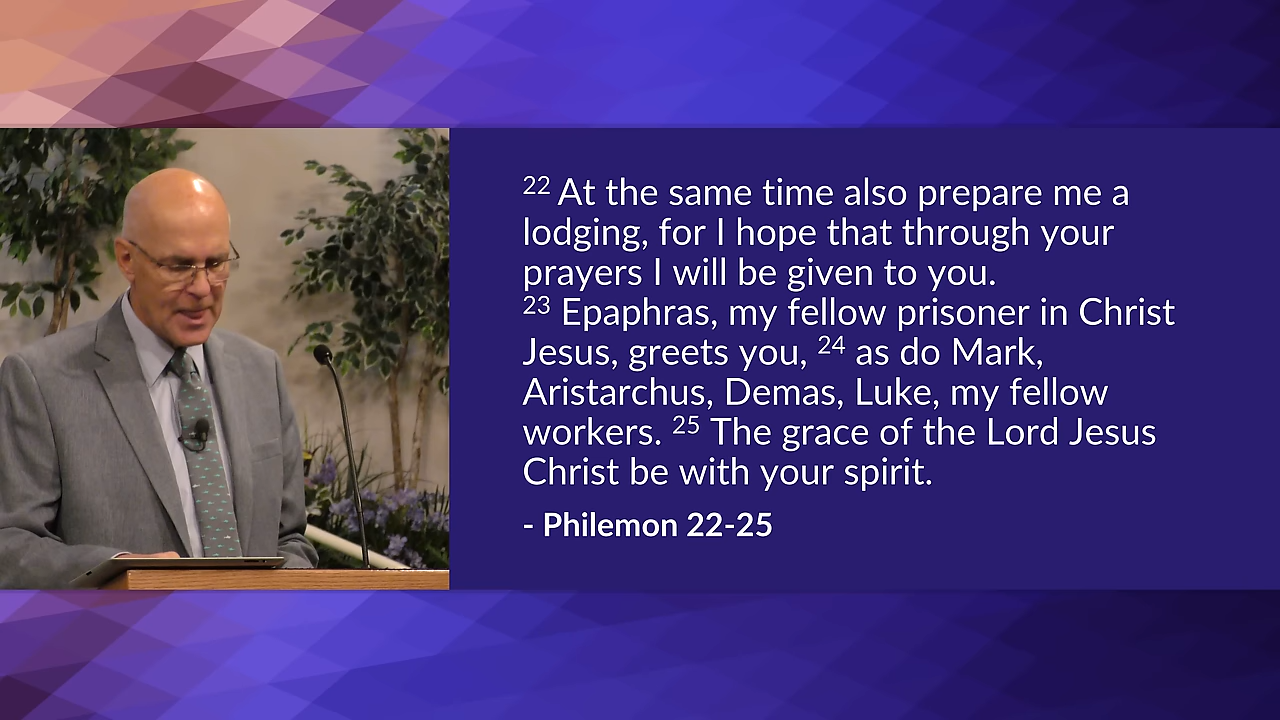 22 At the same time also prepare me a
lodging, for I hope that through your
prayers I will be given to you.
23 Epaphras, my fellow prisoner in Christ
Jesus, greets you, 24 as do Mark,
Aristarchus, Demas, Luke, my fellow
workers. 25 The grace of the Lord Jesus
Christ be with your spirit.
- Philemon 22-25